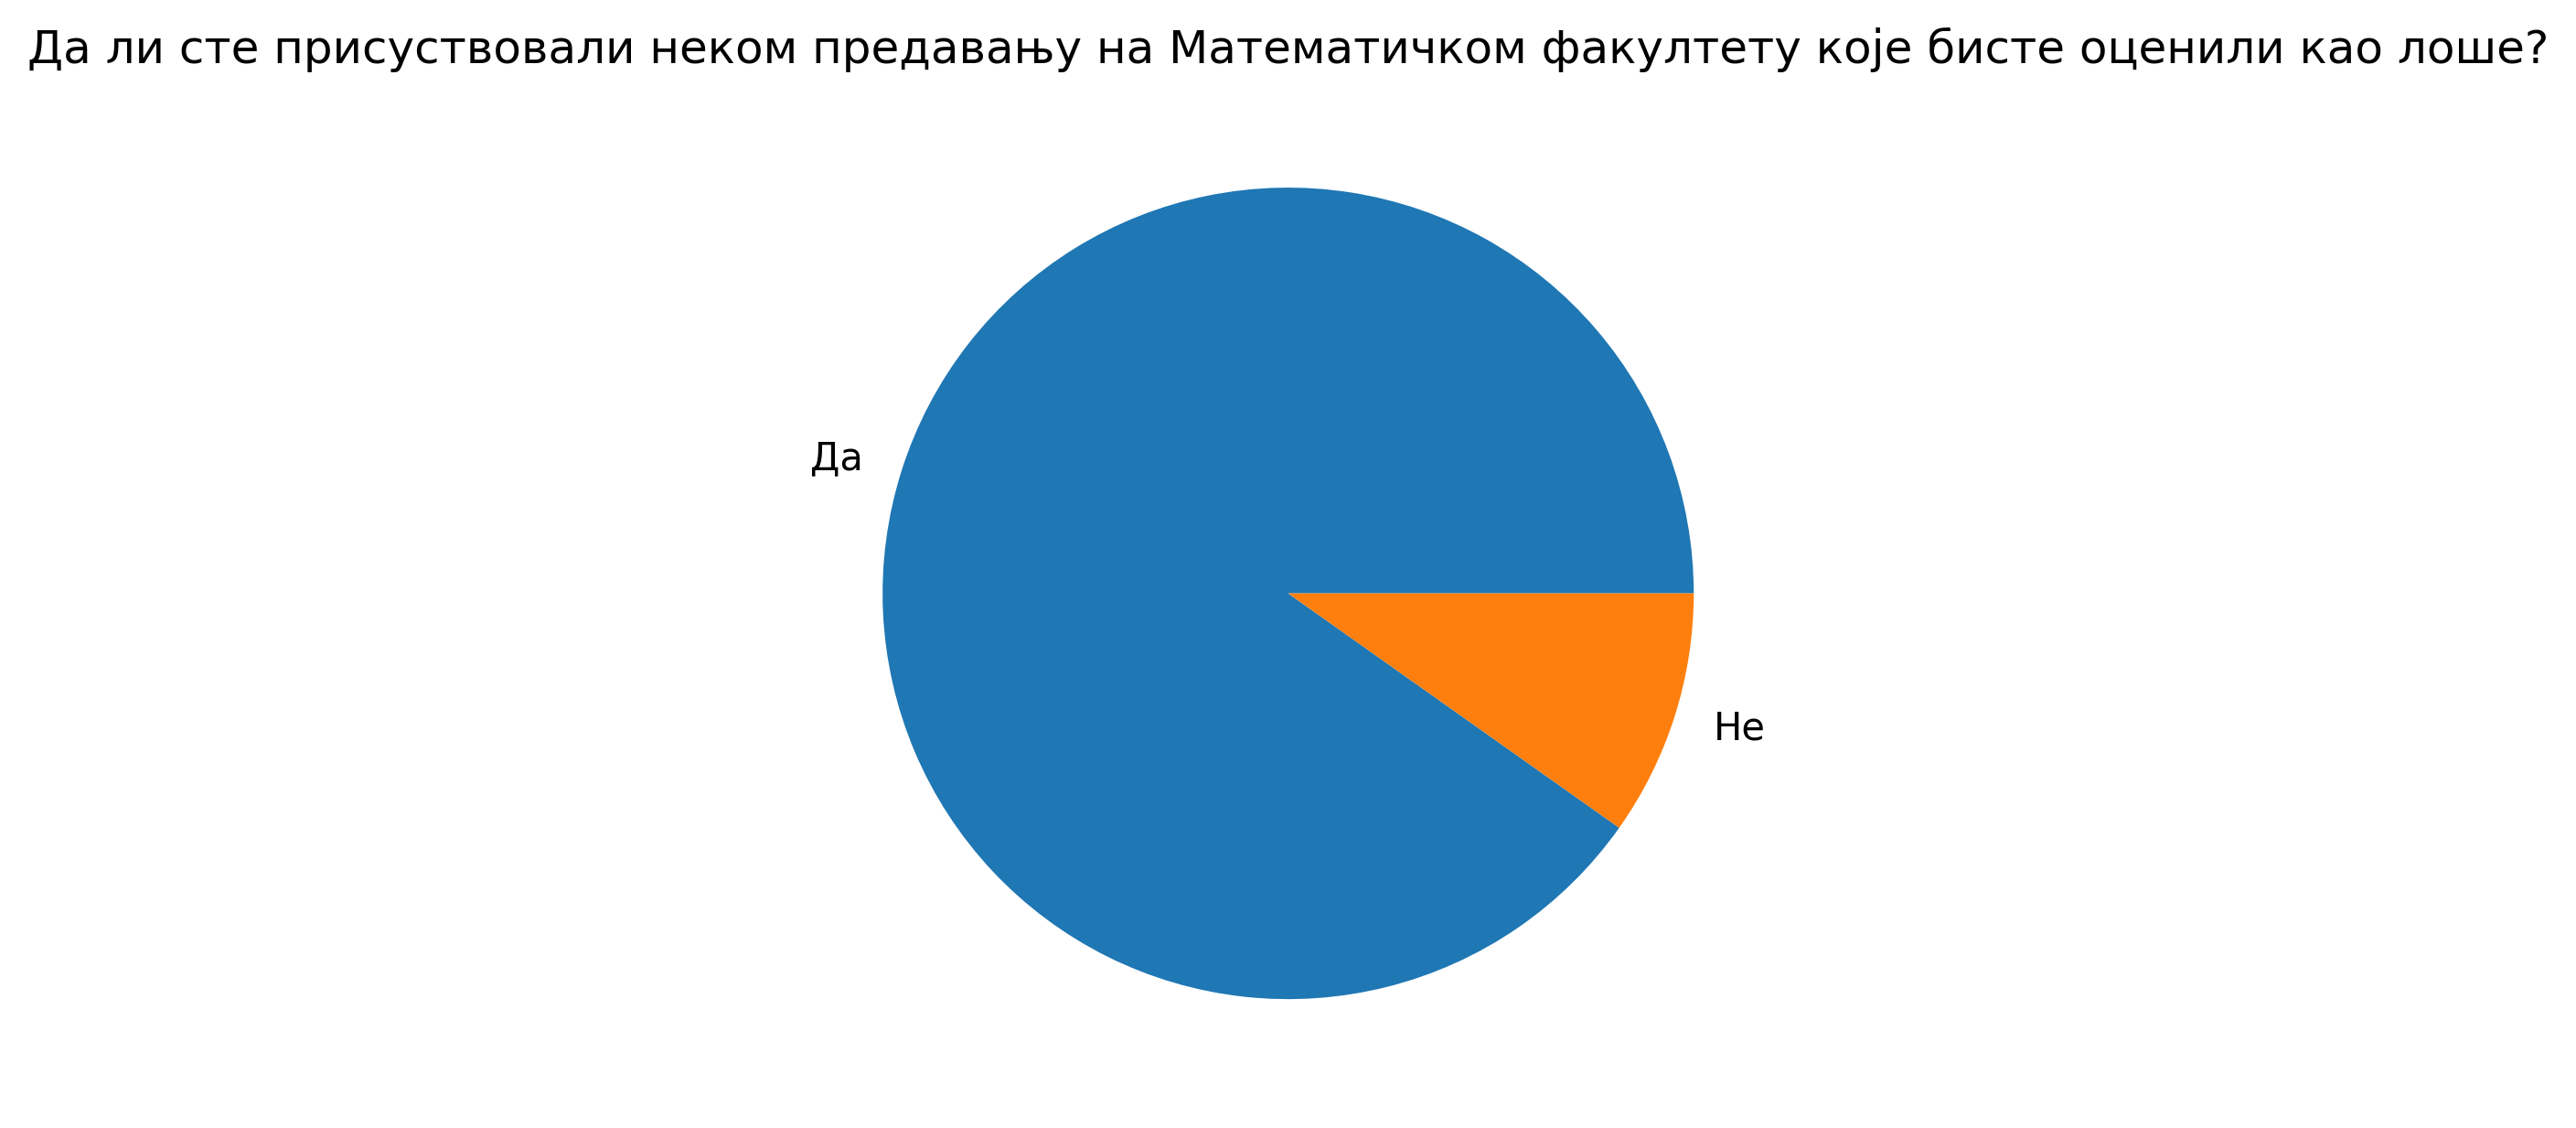 Да ли сте присуствовали неком предавању на Математичком факултету које бисте оценили као лоше?
Да
Не